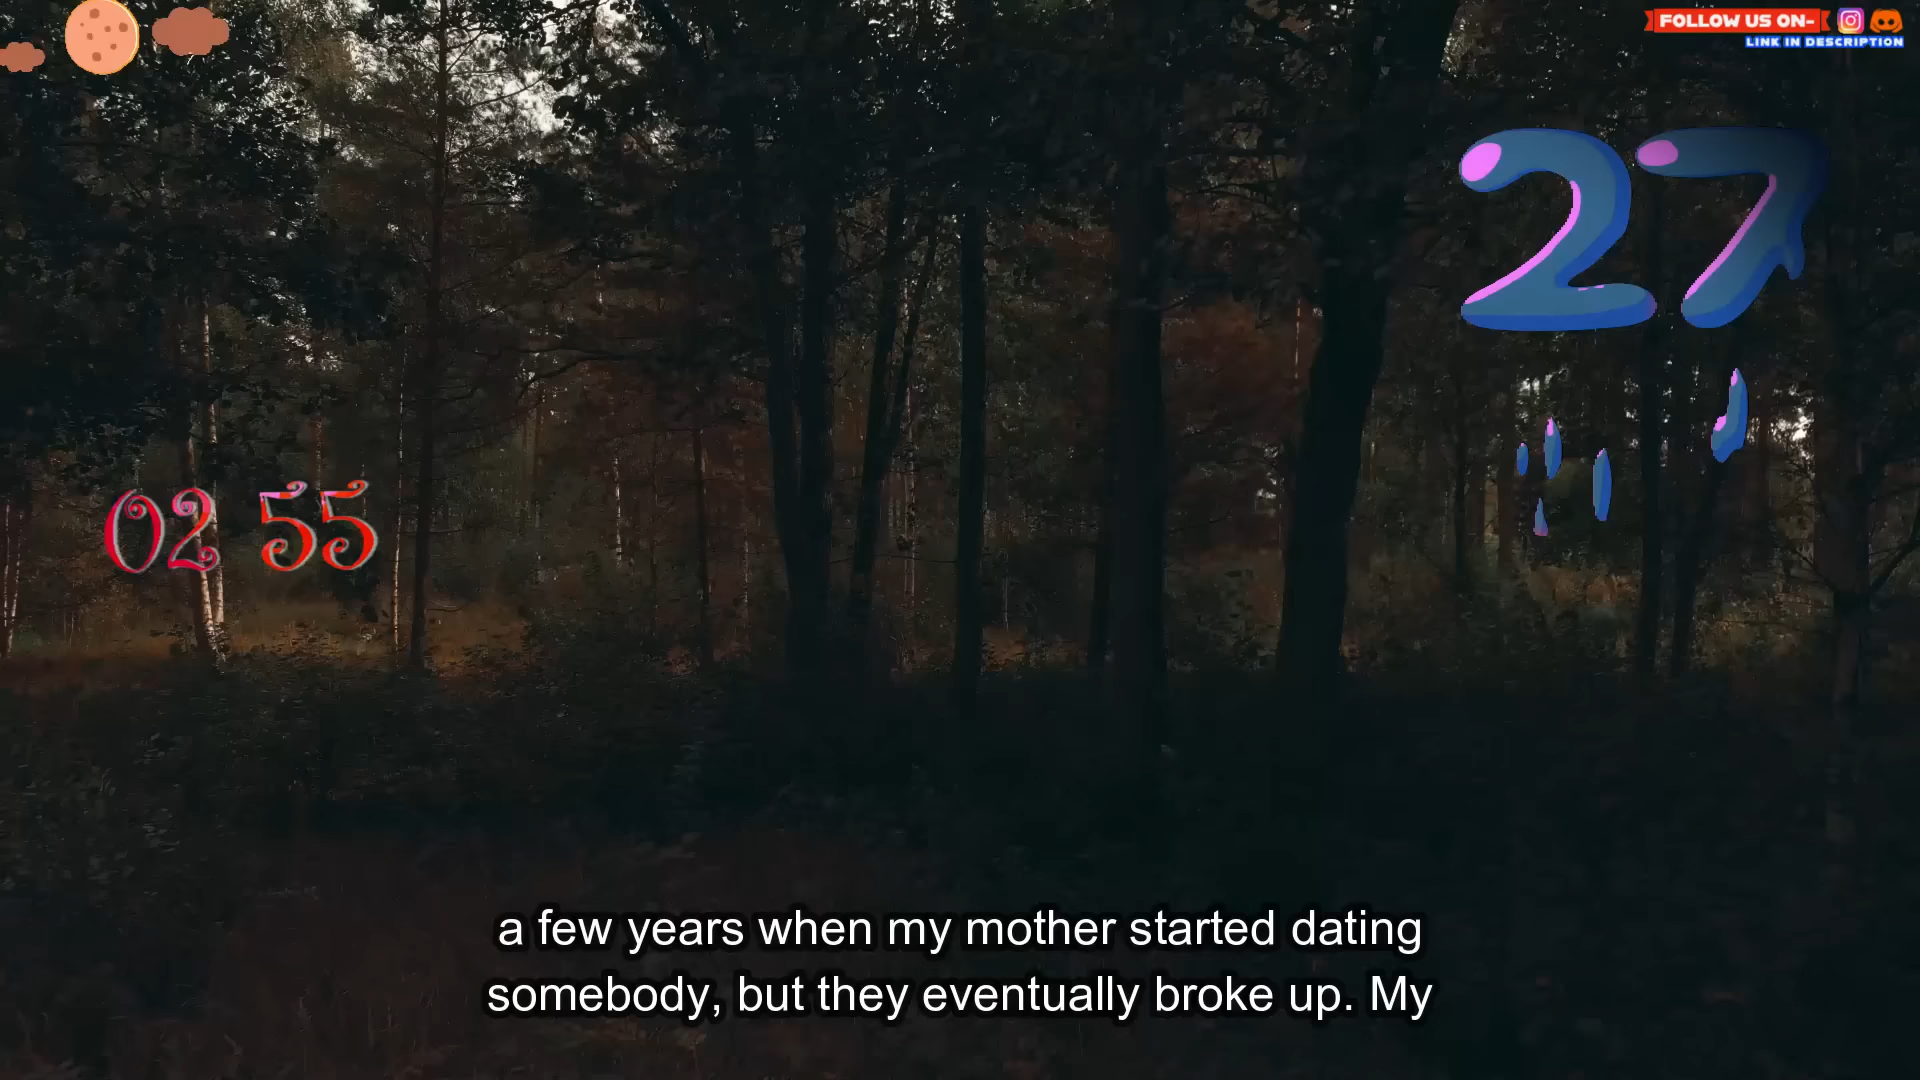 FOLLOW US ON-
LINK IN DESCRIPTION
27
02 55
a few years when my mother started dating
somebody, but they eventually broke up. My